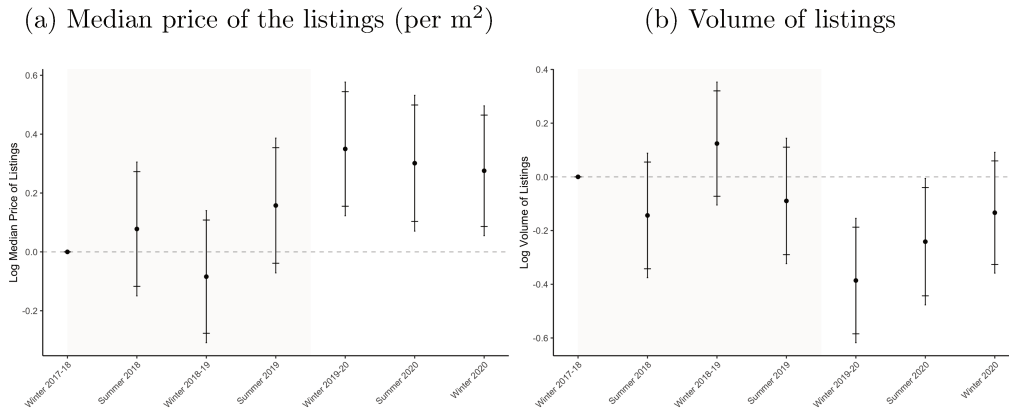 (a) Median price of the listings (per m²)
Log Median Price of Listings
0.6
0.4
0.2
0.0
-0.2
Winter 2017-18
Summer 2018
Winter 2018-19
Summer 2019
Winter 2019-20
Summer 2020
Winter 2020
(b) Volume of listings
Log Volume of Listings
0.4
0.2
0.0
-0.2
-0.4
-0.6
Winter 2017-18
Summer 2018
Winter 2018-19
Summer 2019
Winter 2019-20
Summer 2020
Winter 2020